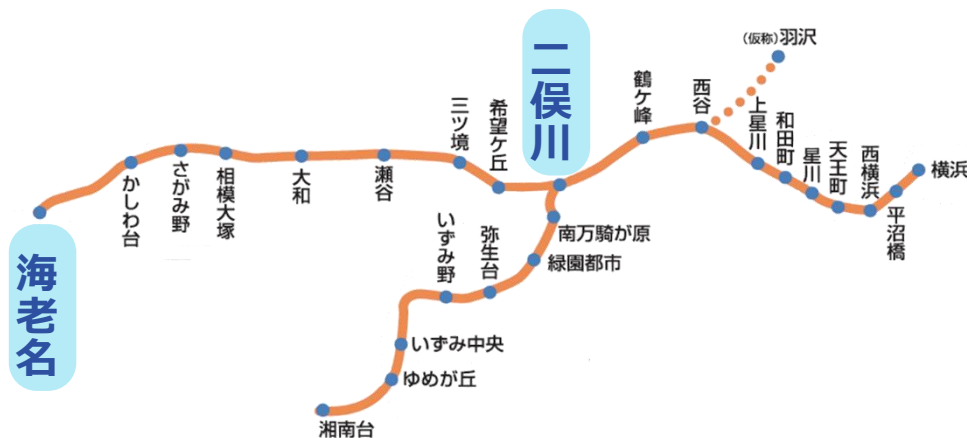 (仮称)羽沢
二俣川
鶴ケ峰
西谷
上星川
和田町
星川
天王町
西横浜
平沼橋
横浜
三ツ境
希望ケ丘
瀬谷
大和
相模大塚
さがみ野
かしわ台
海老名
南万騎が原
緑園都市
弥生台
いずみ野
いずみ中央
ゆめが丘
湘南台